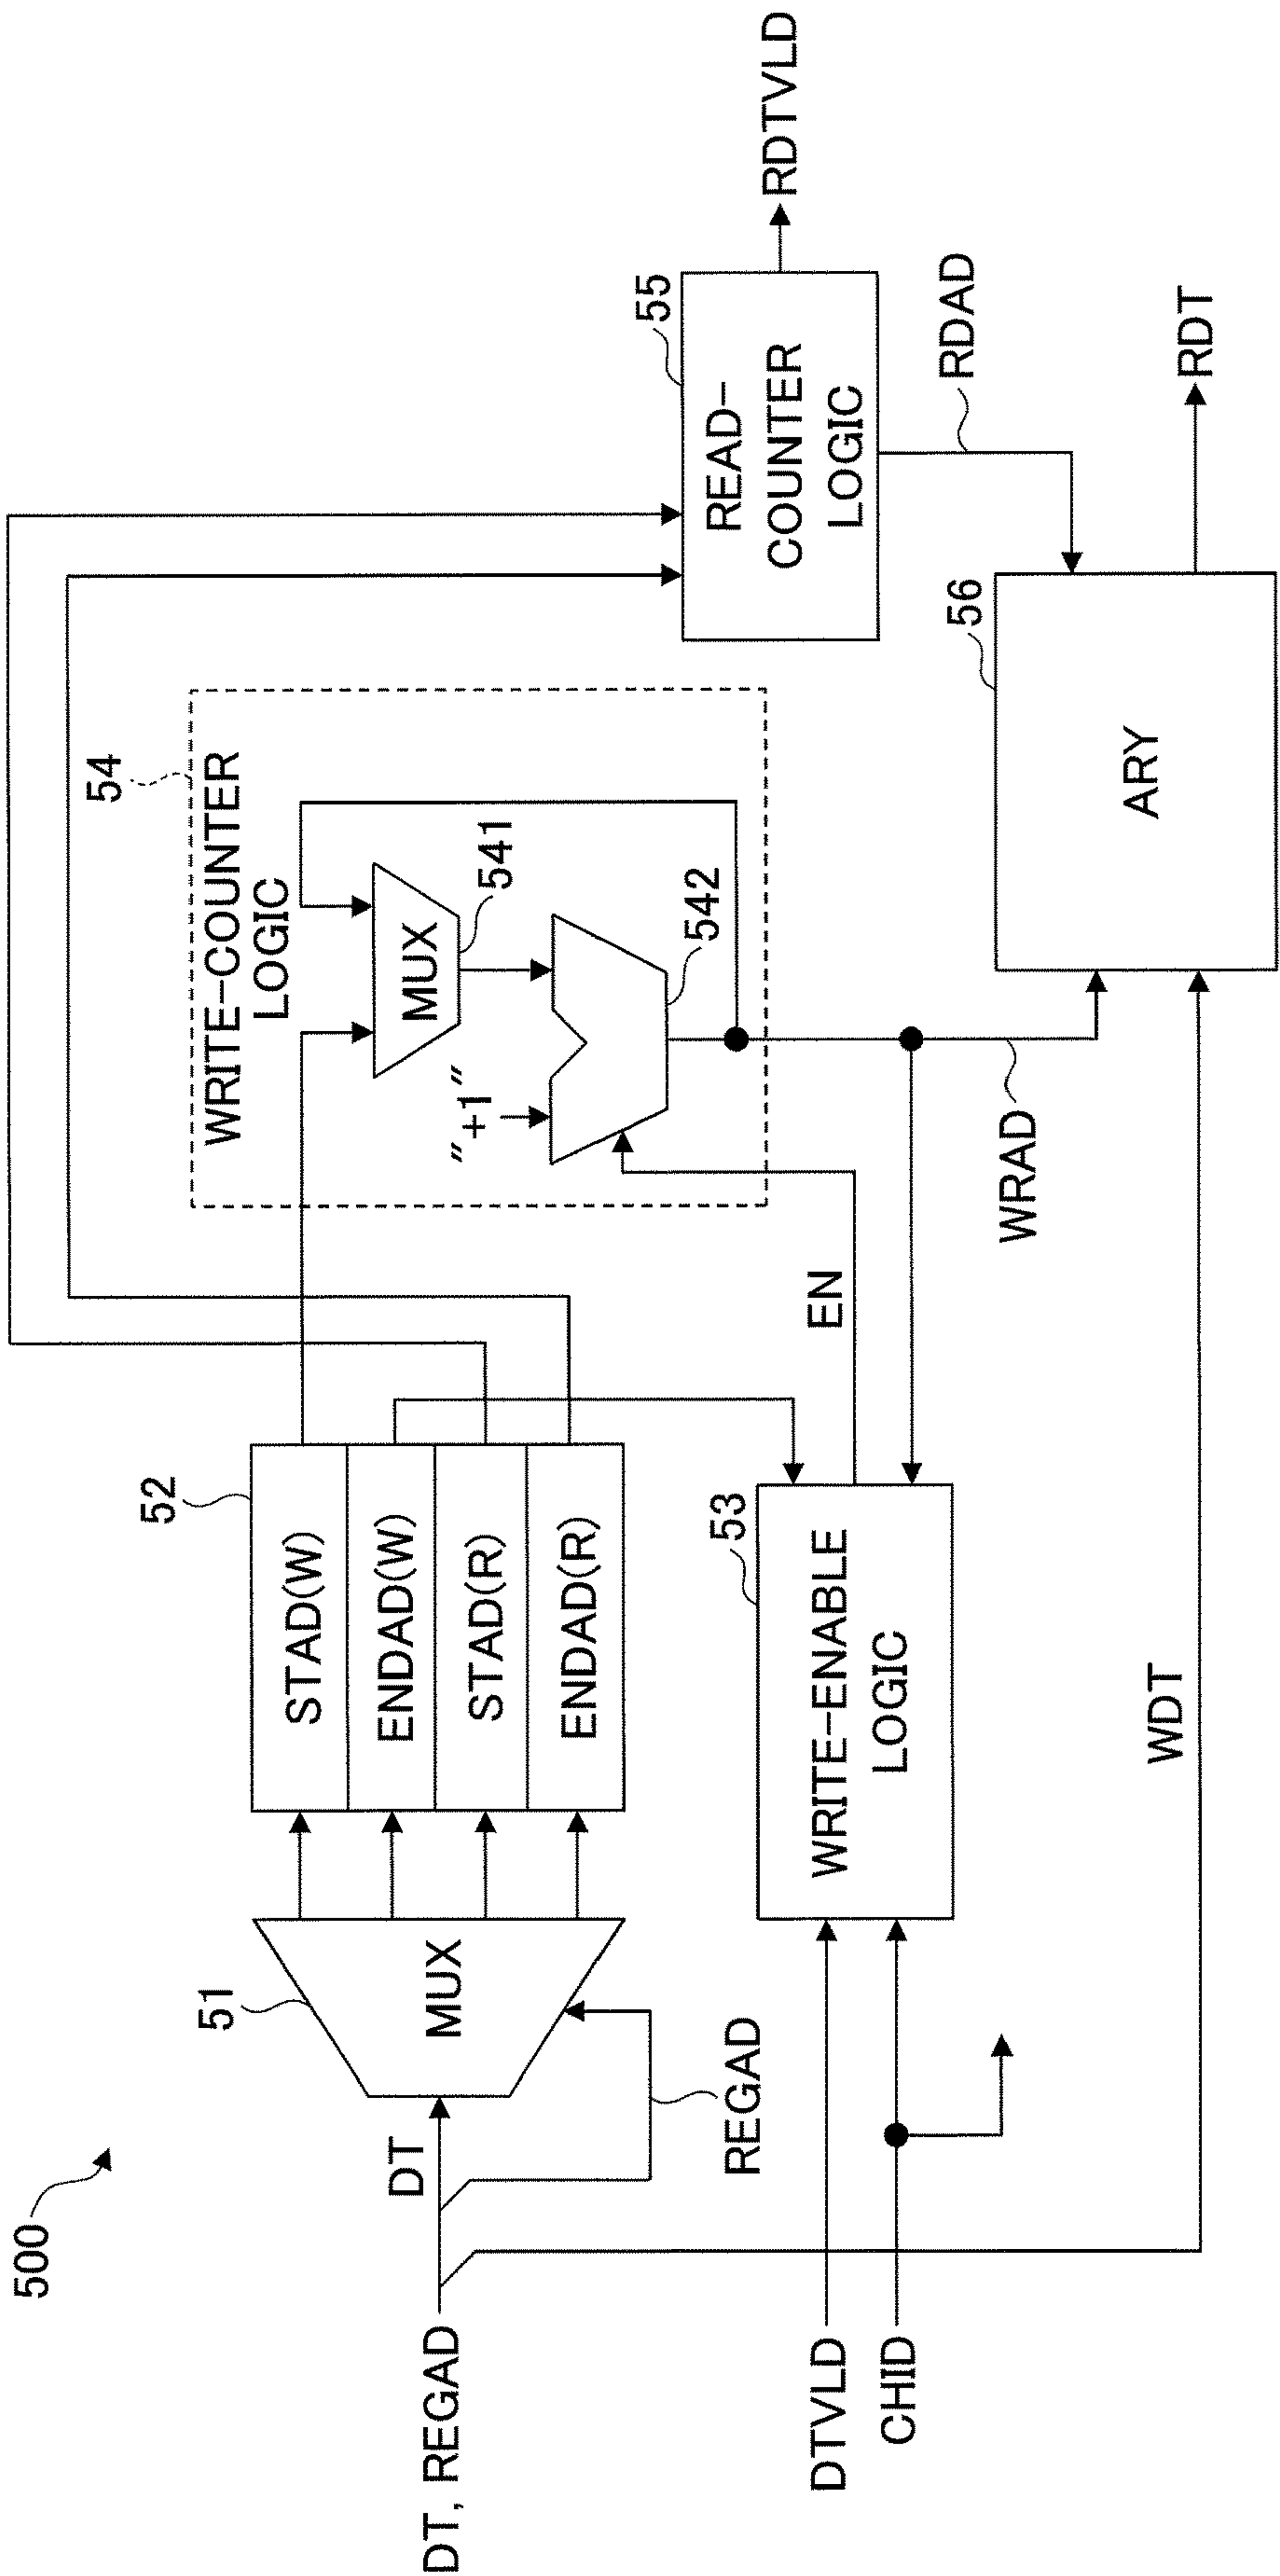 500
DT, REGAD
DT
REGAD
51
MUX
52
STAD(W)
ENDAD(W)
STAD(R)
ENDAD(R)
DTVLD
CHID
53
WRITE-ENABLE
LOGIC
EN
WDT
54
WRITE-COUNTER
LOGIC
MUX
541
"+1"
542
WRAD
55
READ-
COUNTER
LOGIC
RDTVLD
RDAD
56
ARY
RDT